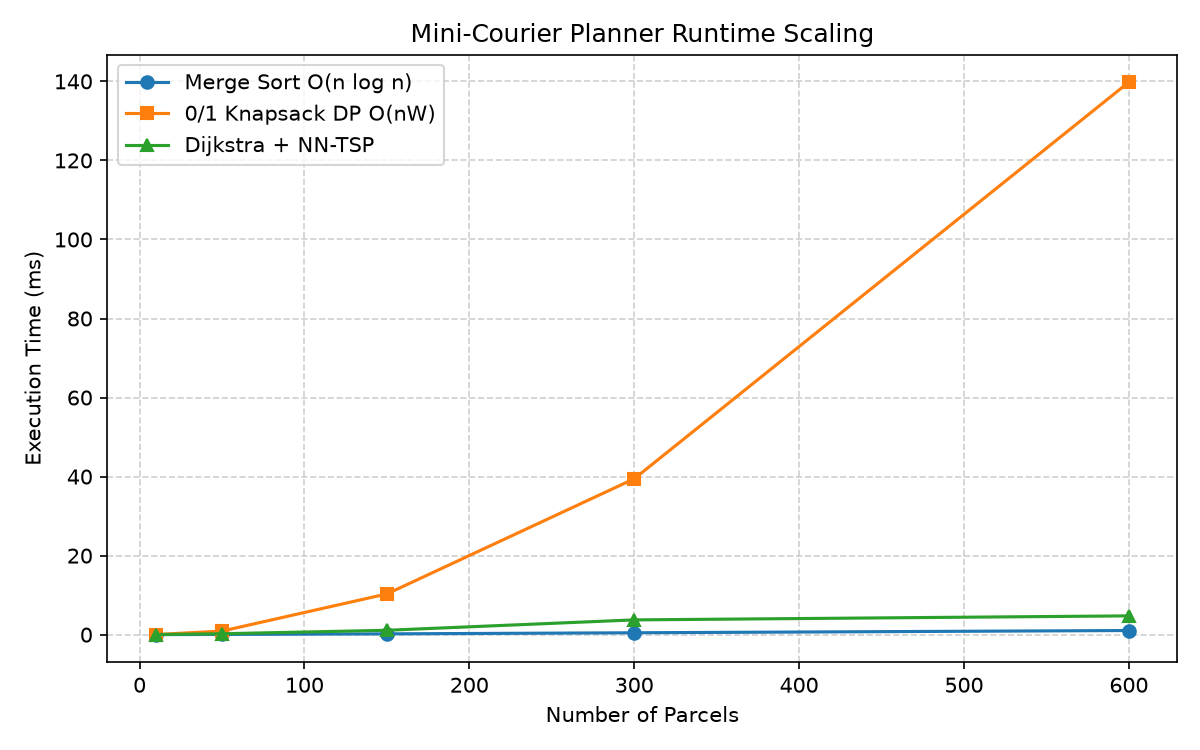 Mini-Courier Planner Runtime Scaling
Merge Sort O(n log n)
0/1 Knapsack DP O(nW)
Dijkstra + NN-TSP
Execution Time (ms)
140
120
100
80
60
40
20
0
0 100 200 300 400 500 600
Number of Parcels